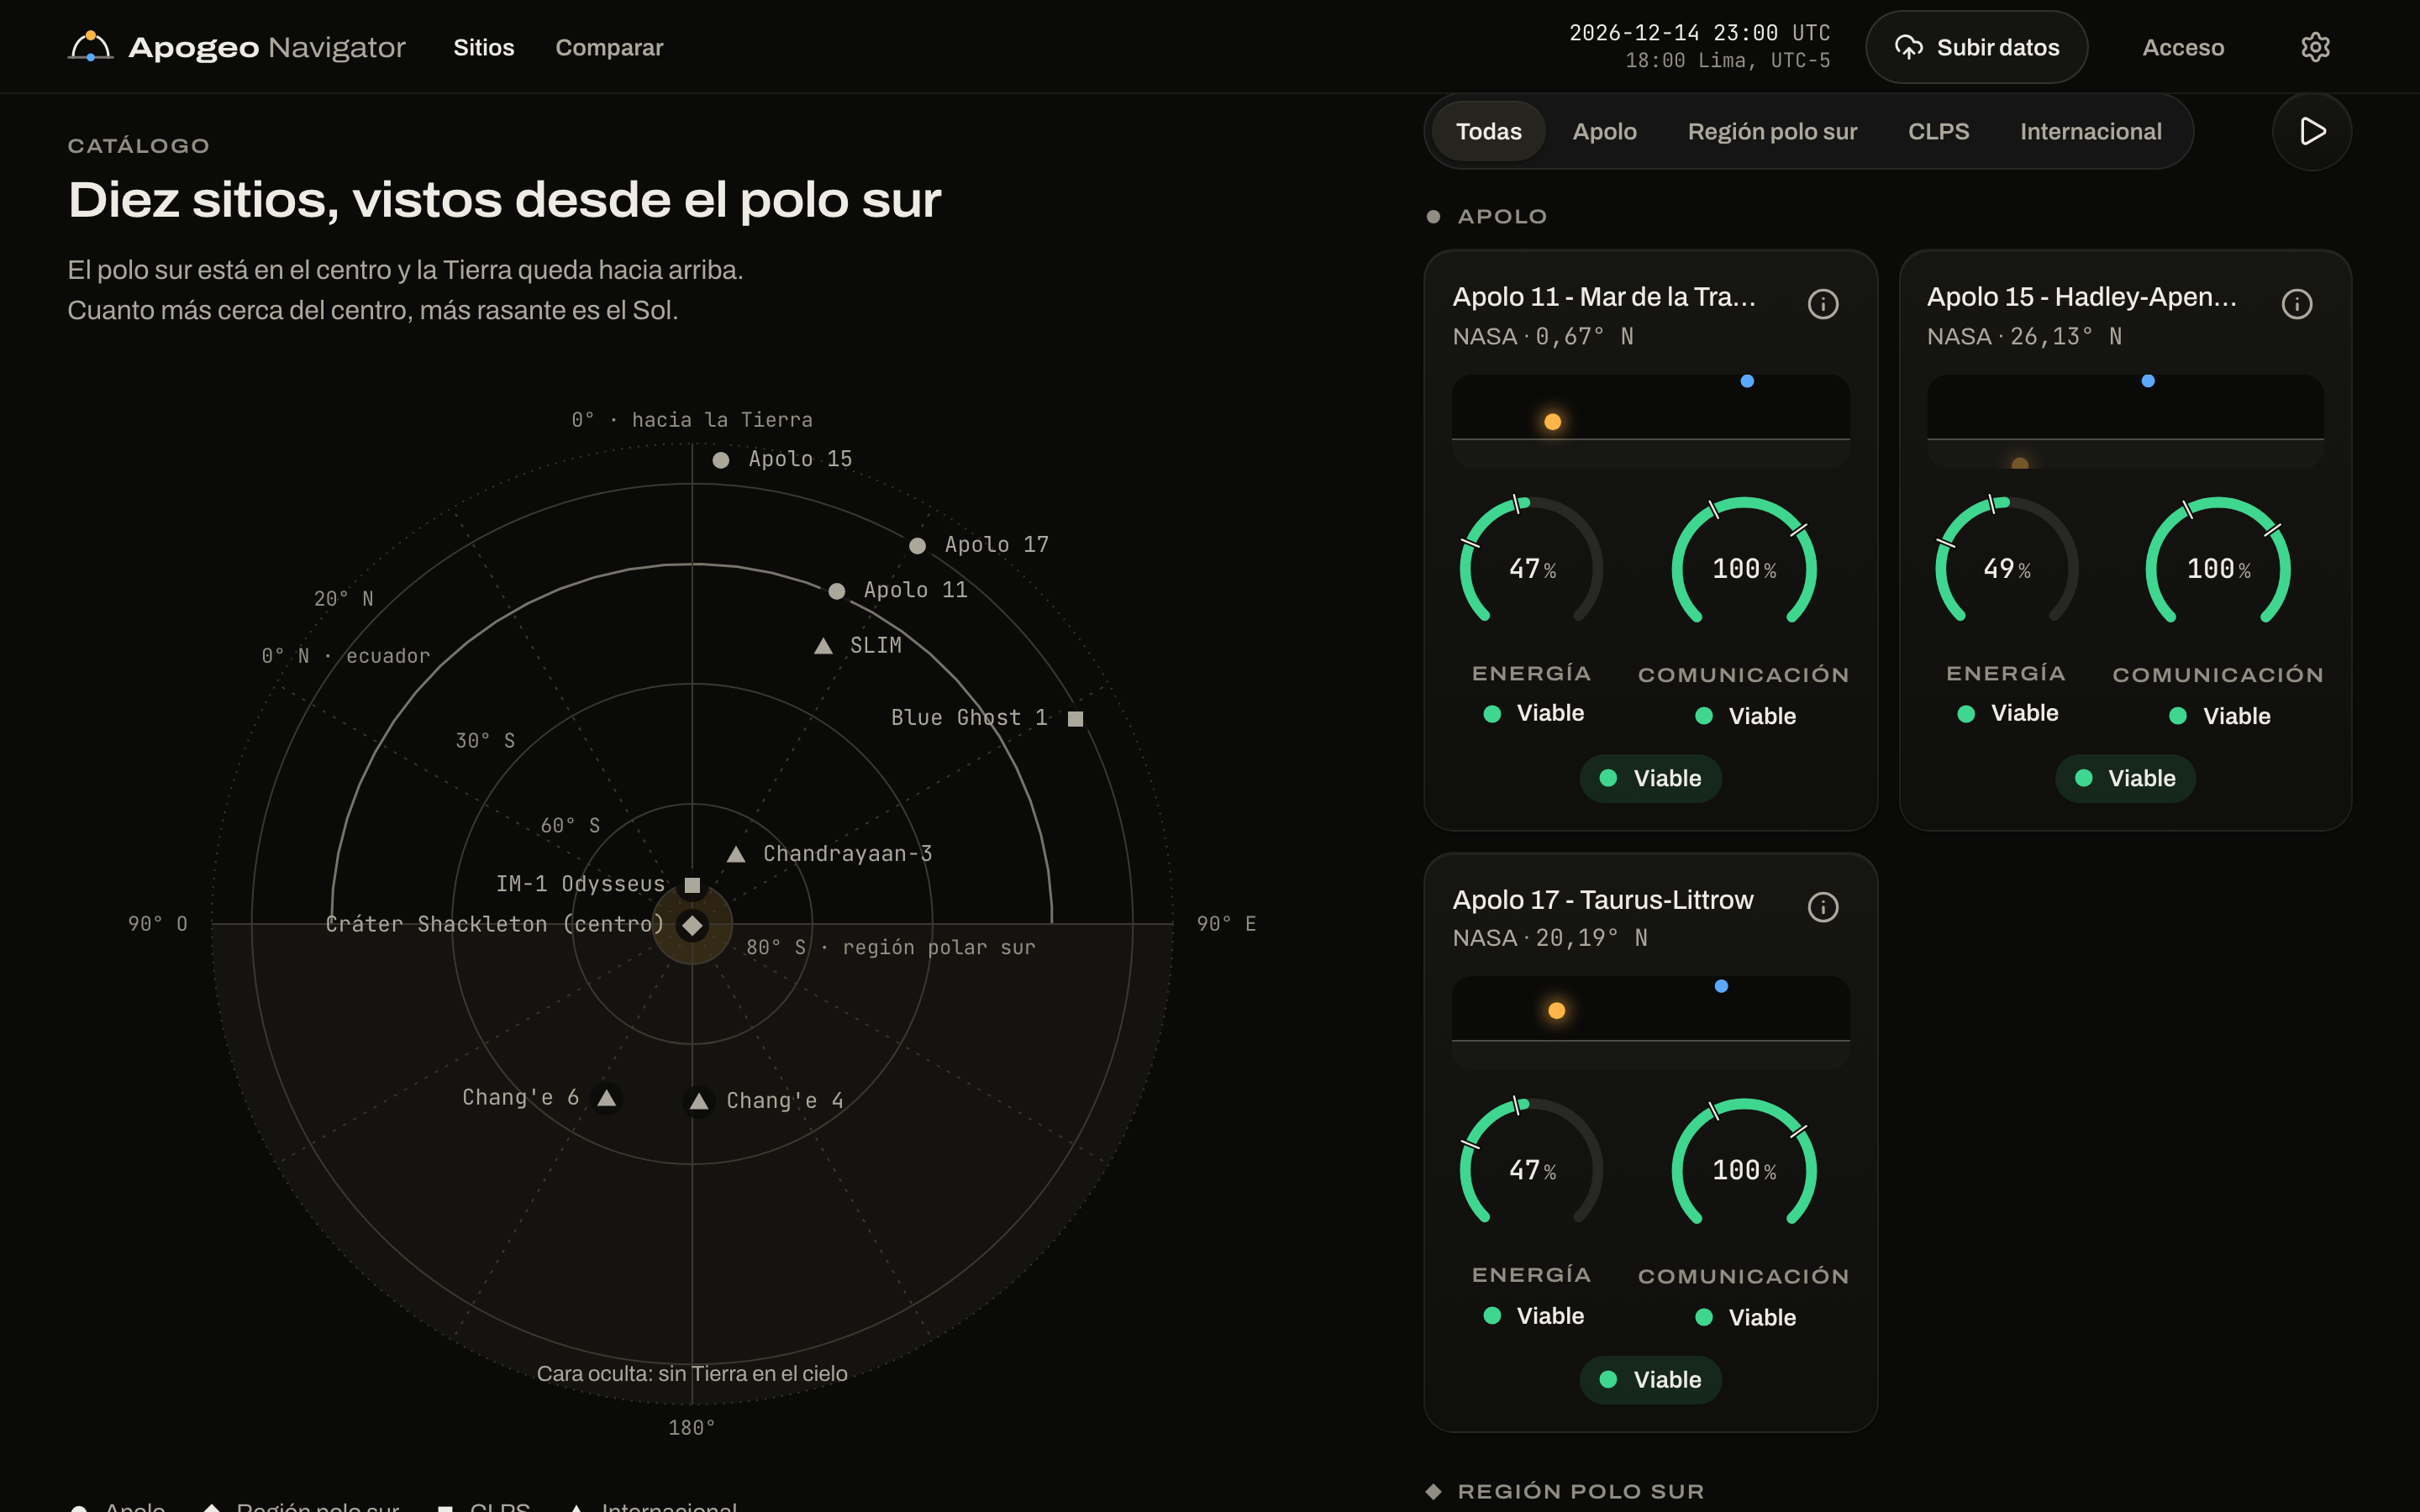 Apogeo Navigator
Sitios
Comparar
2026-12-14 23:00 UTC
18:00 Lima, UTC-5
Subir datos
Acceso
CATÁLOGO
Diez sitios, vistos desde el polo sur
El polo sur está en el centro y la Tierra queda hacia arriba.
Cuanto más cerca del centro, más rasante es el Sol.
0° · hacia la Tierra
Apolo 15
Apolo 17
Apolo 11
20° N
SLIM
0° N · ecuador
Blue Ghost 1
30° S
60° S
Chandrayaan-3
IM-1 Odysseus
90° O
Cráter Shackleton (centro)
90° E
80° S · región polar sur
Chang'e 6
Chang'e 4
Cara oculta: sin Tierra en el cielo
180°
Apolo
Región polo sur
CLPS
Internacional
Todas
Apolo
Región polo sur
CLPS
Internacional
APOLO
Apolo 11 - Mar de la Tra...
NASA · 0,67° N
47%
100%
ENERGÍA
COMUNICACIÓN
Viable
Viable
Viable
Apolo 15 - Hadley-Apen...
NASA · 26,13° N
49%
100%
ENERGÍA
COMUNICACIÓN
Viable
Viable
Viable
Apolo 17 - Taurus-Littrow
NASA · 20,19° N
47%
100%
ENERGÍA
COMUNICACIÓN
Viable
Viable
Viable
REGIÓN POLO SUR